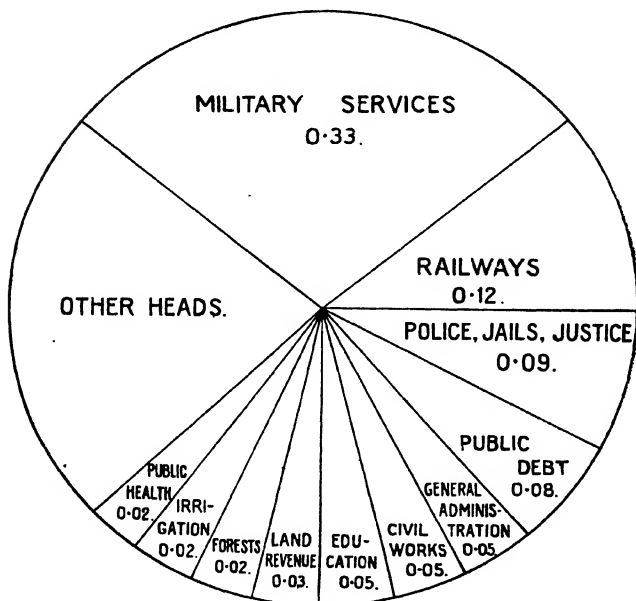 MILITARY SERVICES
0·33.
RAILWAYS
0·12.
OTHER HEADS.
POLICE, JAILS, JUSTICE
0·09.
PUBLIC
DEBT
0·08.
GENERAL
ADMINIS-
TRATION
0·05.
CIVIL
WORKS
0·05.
EDU-
CATION
0·05.
LAND
REVENUE
0·03.
FORESTS
0·02.
IRRI-
GATION
0·02.
PUBLIC
HEALTH
0·02.